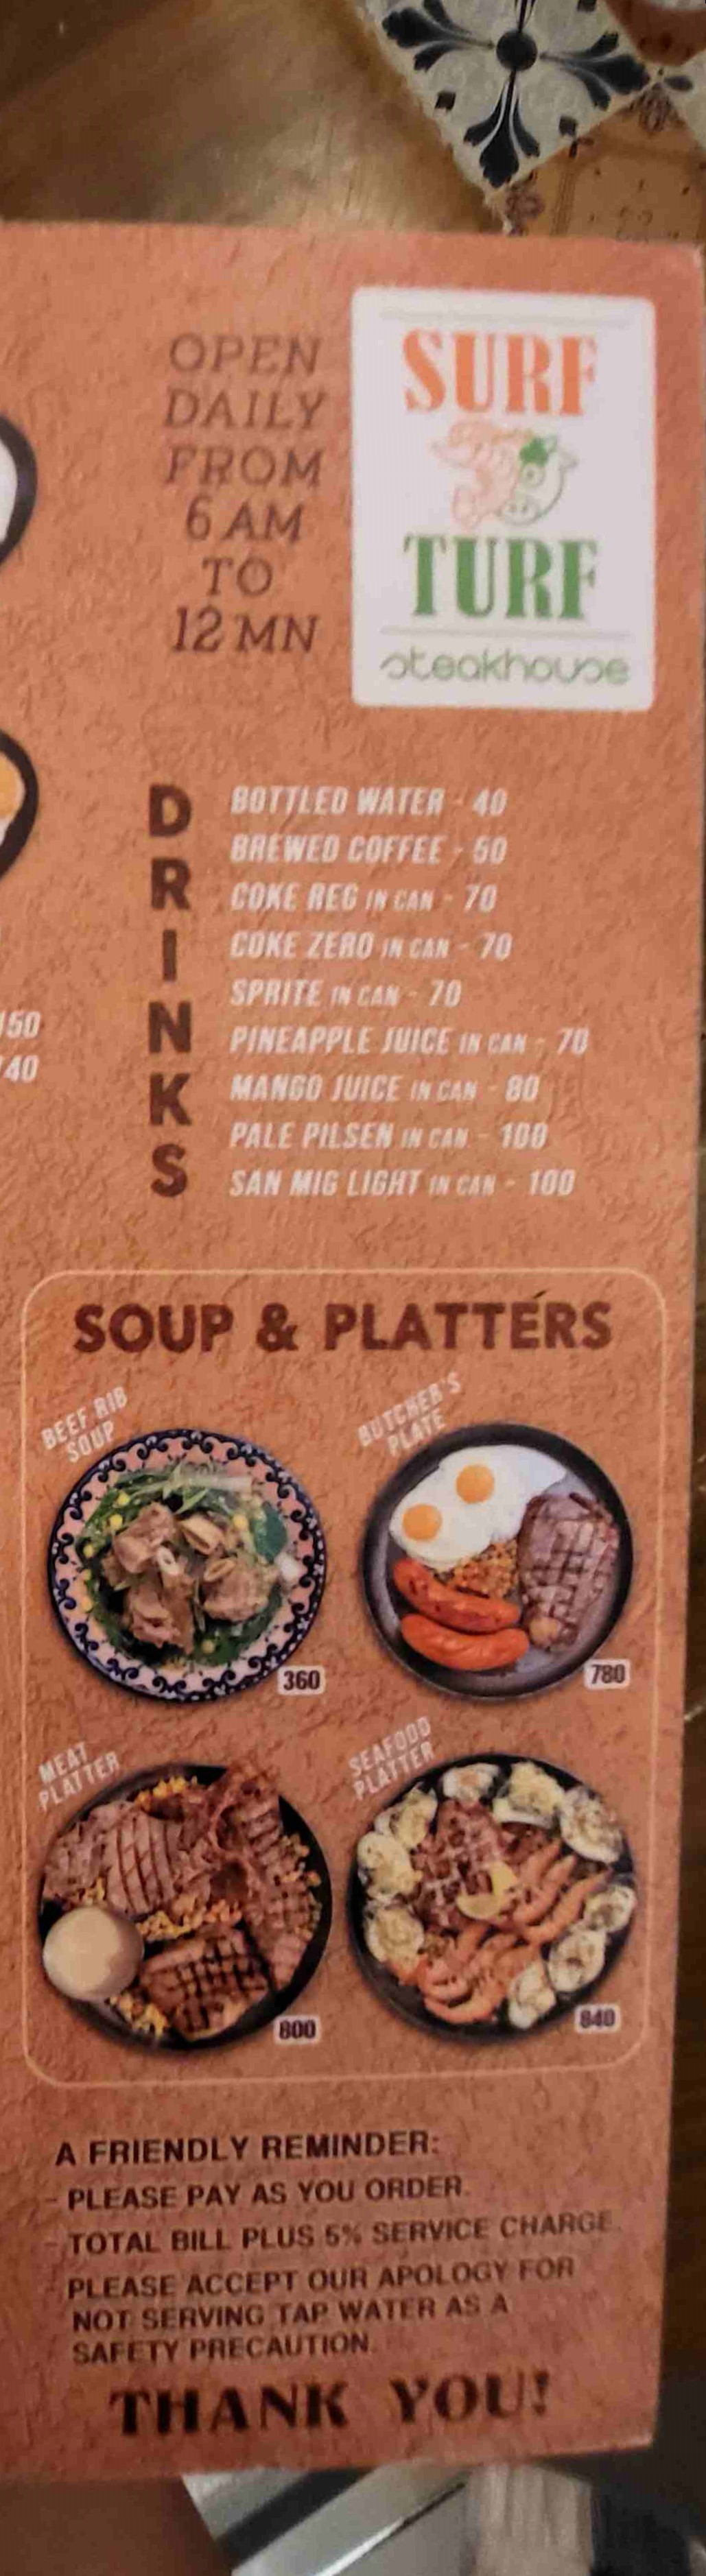 OPEN
DAILY
FROM
6 AM
TO
12 MN
SURF
TURF
steakhouse
DRINKS
BOTTLED WATER - 40
BREWED COFFEE - 50
COKE REG IN CAN - 70
COKE ZERO IN CAN - 70
SPRITE IN CAN - 70
PINEAPPLE JUICE IN CAN - 70
MANGO JUICE IN CAN - 80
PALE PILSEN IN CAN - 100
SAN MIG LIGHT IN CAN - 100
150
140
SOUP & PLATTERS
BEEF RIB
SOUP
360
BUTCHER'S
PLATE
780
MEAT
PLATTER
800
SEAFOOD
PLATTER
840
A FRIENDLY REMINDER:
- PLEASE PAY AS YOU ORDER.
- TOTAL BILL PLUS 5% SERVICE CHARGE.
PLEASE ACCEPT OUR APOLOGY FOR
NOT SERVING TAP WATER AS A
SAFETY PRECAUTION.
THANK YOU!